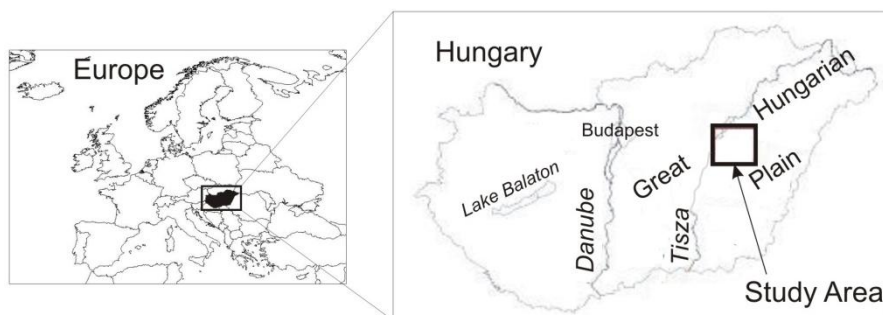 Europe
Hungary
Hungarian
Budapest
Great
Plain
Lake Balaton
Danube
Tisza
Study Area